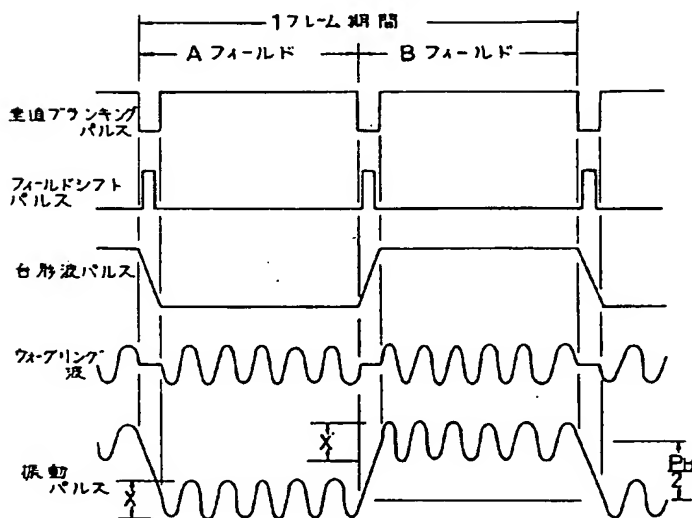 1フレーム期間
Aフィールド
Bフィールド
垂直ブランキング
パルス
フィールドシフト
パルス
台形波パルス
ウォーブリング
波
振動
パルス
X
X
PH
2